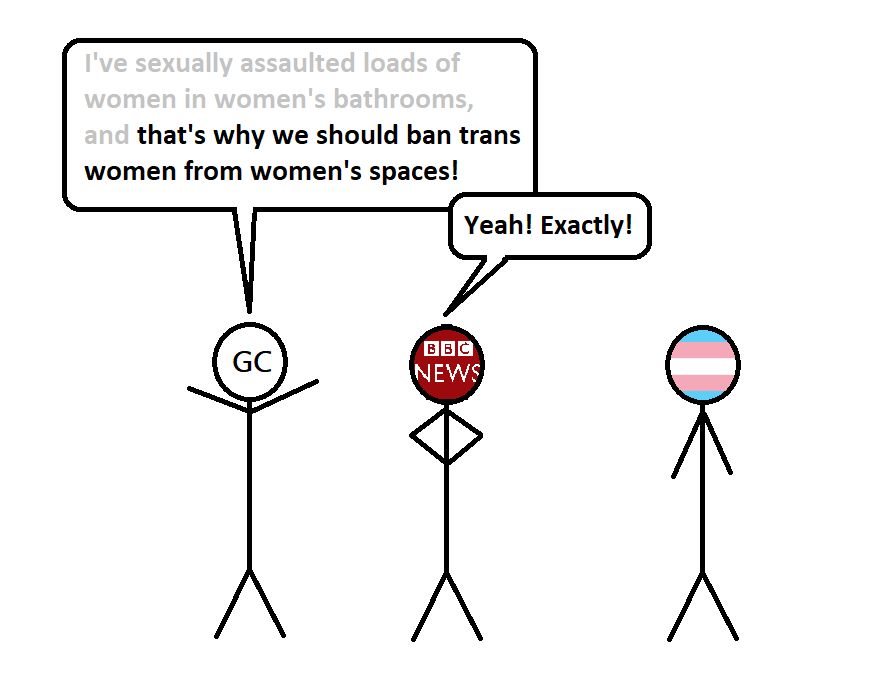 I've sexually assaulted loads of
women in women's bathrooms,
and that's why we should ban trans
women from women's spaces!
Yeah! Exactly!
GC
BBC
NEWS